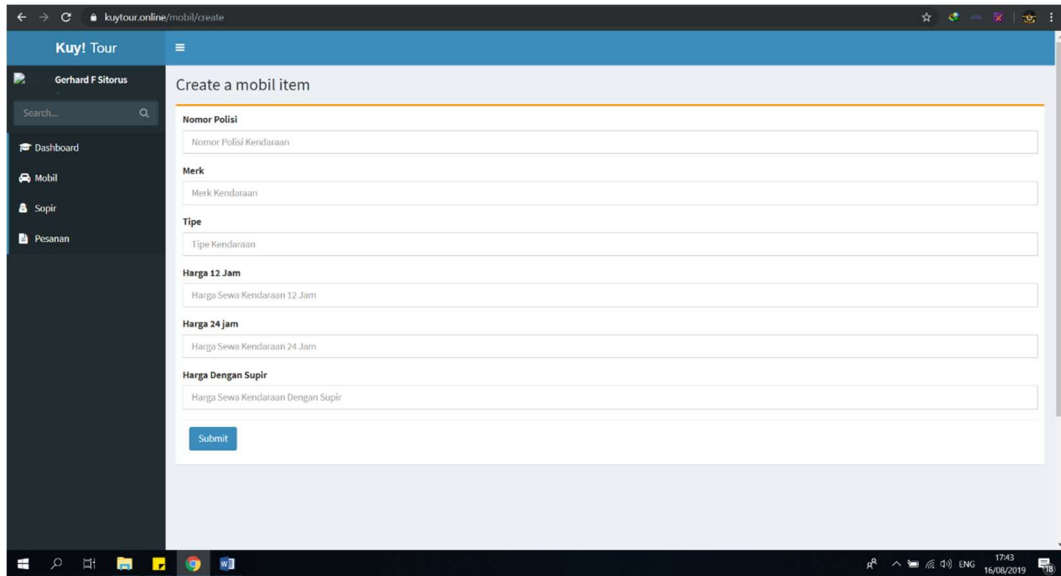 kuytour.online/mobil/create
Kuy! Tour
Gerhard F Sitorus
Search...
Dashboard
Mobil
Sopir
Pesanan
Create a mobil item
Nomor Polisi
Nomor Polisi Kendaraan
Merk
Merk Kendaraan
Tipe
Tipe Kendaraan
Harga 12 Jam
Harga Sewa Kendaraan 12 Jam
Harga 24 jam
Harga Sewa Kendaraan 24 Jam
Harga Dengan Supir
Harga Sewa Kendaraan Dengan Supir
Submit
ENG
17:43
16/08/2019
18